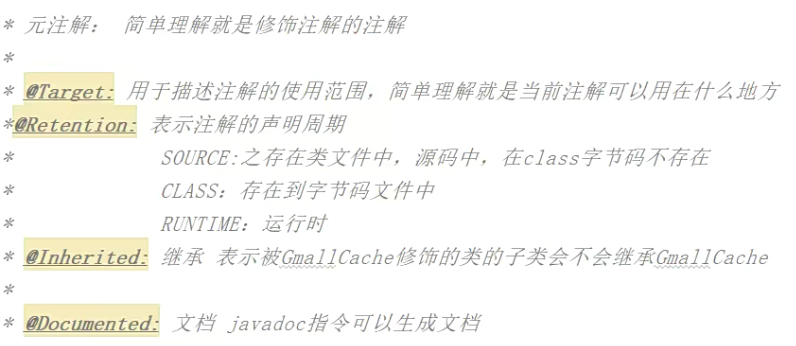 * 元注解： 简单理解就是修饰注解的注解
*
* @Target: 用于描述注解的使用范围，简单理解就是当前注解可以用在什么地方
*@Retention: 表示注解的声明周期
* SOURCE:之存在类文件中，源码中，在class字节码不存在
* CLASS：存在到字节码文件中
* RUNTIME：运行时
* @Inherited: 继承 表示被GmallCache修饰的类的子类会不会继承GmallCache
*
* @Documented: 文档 javadoc指令可以生成文档